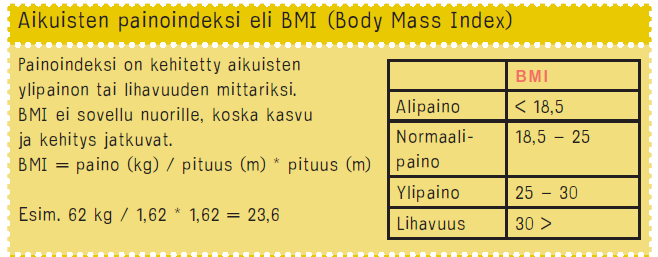 Aikuisten painoindeksi eli BMI (Body Mass Index)
Painoindeksi on kehitetty aikuisten
ylipainon tai lihavuuden mittariksi.
BMI ei sovellu nuorille, koska kasvu
ja kehitys jatkuvat.
BMI = paino (kg) / pituus (m) * pituus (m)
Esim. 62 kg / 1,62 * 1,62 = 23,6
BMI
Alipaino < 18,5
Normaali- 18,5 – 25
paino
Ylipaino 25 – 30
Lihavuus 30 >